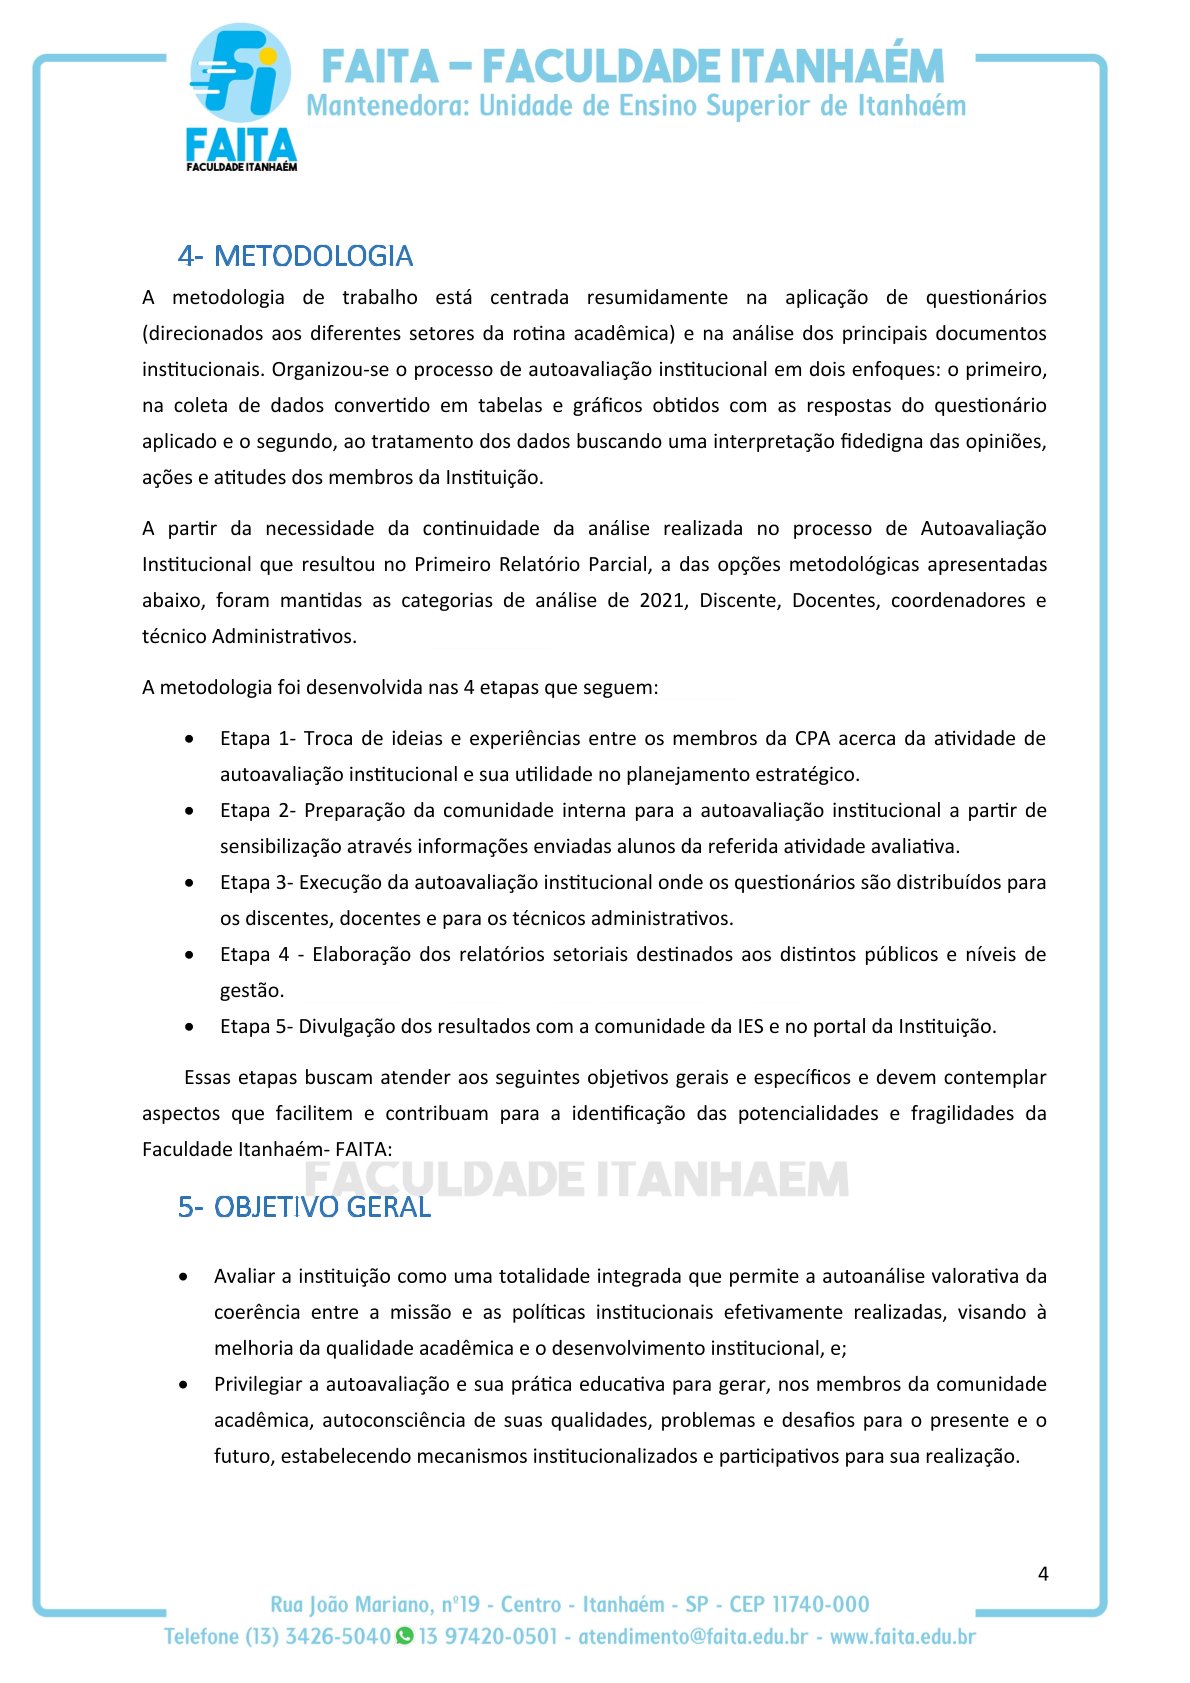 FAITA – FACULDADE ITANHAÉM
Mantenedora: Unidade de Ensino Superior de Itanhaém
Fi
FAITA
FACULDADE ITANHAÉM
4- METODOLOGIA
A metodologia de trabalho está centrada resumidamente na aplicação de questionários
(direcionados aos diferentes setores da rotina acadêmica) e na análise dos principais documentos
institucionais. Organizou-se o processo de autoavaliação institucional em dois enfoques: o primeiro,
na coleta de dados convertido em tabelas e gráficos obtidos com as respostas do questionário
aplicado e o segundo, ao tratamento dos dados buscando uma interpretação fidedigna das opiniões,
ações e atitudes dos membros da Instituição.
A partir da necessidade da continuidade da análise realizada no processo de Autoavaliação
Institucional que resultou no Primeiro Relatório Parcial, a das opções metodológicas apresentadas
abaixo, foram mantidas as categorias de análise de 2021, Discente, Docentes, coordenadores e
técnico Administrativos.
A metodologia foi desenvolvida nas 4 etapas que seguem:
• Etapa 1- Troca de ideias e experiências entre os membros da CPA acerca da atividade de
autoavaliação institucional e sua utilidade no planejamento estratégico.
• Etapa 2- Preparação da comunidade interna para a autoavaliação institucional a partir de
sensibilização através informações enviadas alunos da referida atividade avaliativa.
• Etapa 3- Execução da autoavaliação institucional onde os questionários são distribuídos para
os discentes, docentes e para os técnicos administrativos.
• Etapa 4 - Elaboração dos relatórios setoriais destinados aos distintos públicos e níveis de
gestão.
• Etapa 5- Divulgação dos resultados com a comunidade da IES e no portal da Instituição.
Essas etapas buscam atender aos seguintes objetivos gerais e específicos e devem contemplar
aspectos que facilitem e contribuam para a identificação das potencialidades e fragilidades da
Faculdade Itanhaém- FAITA:
FACULDADE ITANHAEM
5- OBJETIVO GERAL
• Avaliar a instituição como uma totalidade integrada que permite a autoanálise valorativa da
coerência entre a missão e as políticas institucionais efetivamente realizadas, visando à
melhoria da qualidade acadêmica e o desenvolvimento institucional, e;
• Privilegiar a autoavaliação e sua prática educativa para gerar, nos membros da comunidade
acadêmica, autoconsciência de suas qualidades, problemas e desafios para o presente e o
futuro, estabelecendo mecanismos institucionalizados e participativos para sua realização.
4
Rua João Mariano, nº19 - Centro - Itanhaém - SP - CEP 11740-000
Telefone (13) 3426-5040 13 97420-0501 - atendimento@faita.edu.br - www.faita.edu.br